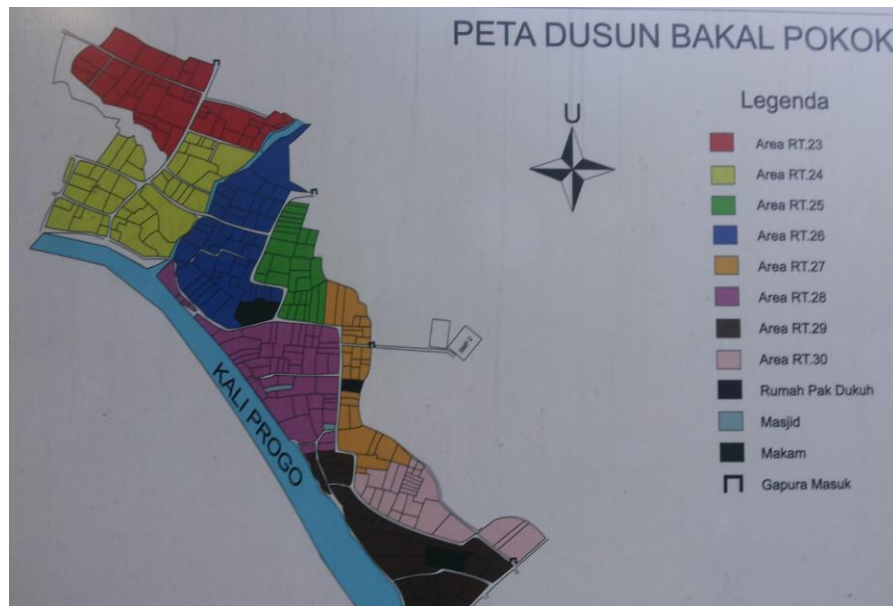 PETA DUSUN BAKAL POKOK
U
Legenda
Area RT.23
Area RT.24
Area RT.25
Area RT.26
Area RT.27
Area RT.28
Area RT.29
Area RT.30
Rumah Pak Dukuh
Masjid
Makam
Gapura Masuk
KALI PROGO